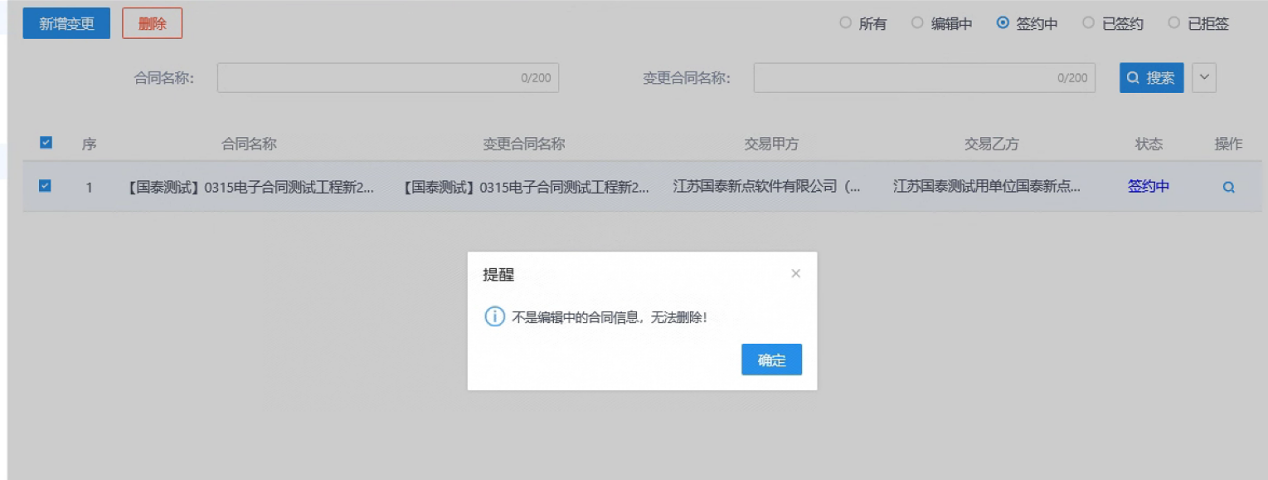 新增变更 删除 所有 编辑中 签约中 已签约 已拒签
合同名称: 0/200 变更合同名称: 0/200 搜索
序 合同名称 变更合同名称 交易甲方 交易乙方 状态 操作
1 【国泰测试】0315电子合同测试工程新2... 【国泰测试】0315电子合同测试工程新2... 江苏国泰新点软件有限公司（... 江苏国泰测试用单位国泰新点... 签约中
提醒
不是编辑中的合同信息，无法删除!
确定